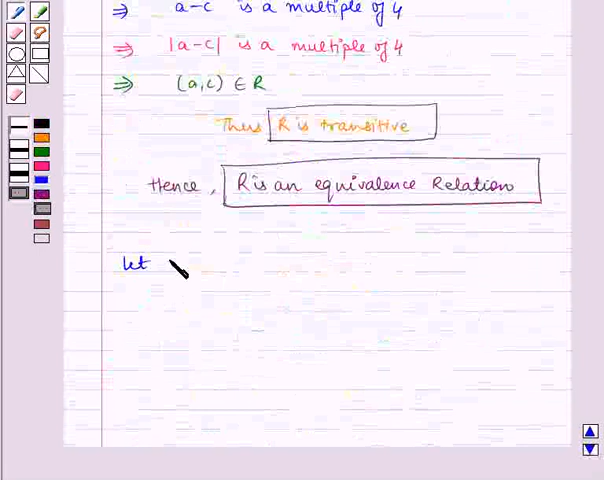 ⇒ a-c is a multiple of 4
⇒ |a-c| is a multiple of 4
⇒ (a,c) ∈ R
Thus R is transitive
Hence, R is an equivalence Relation
Let